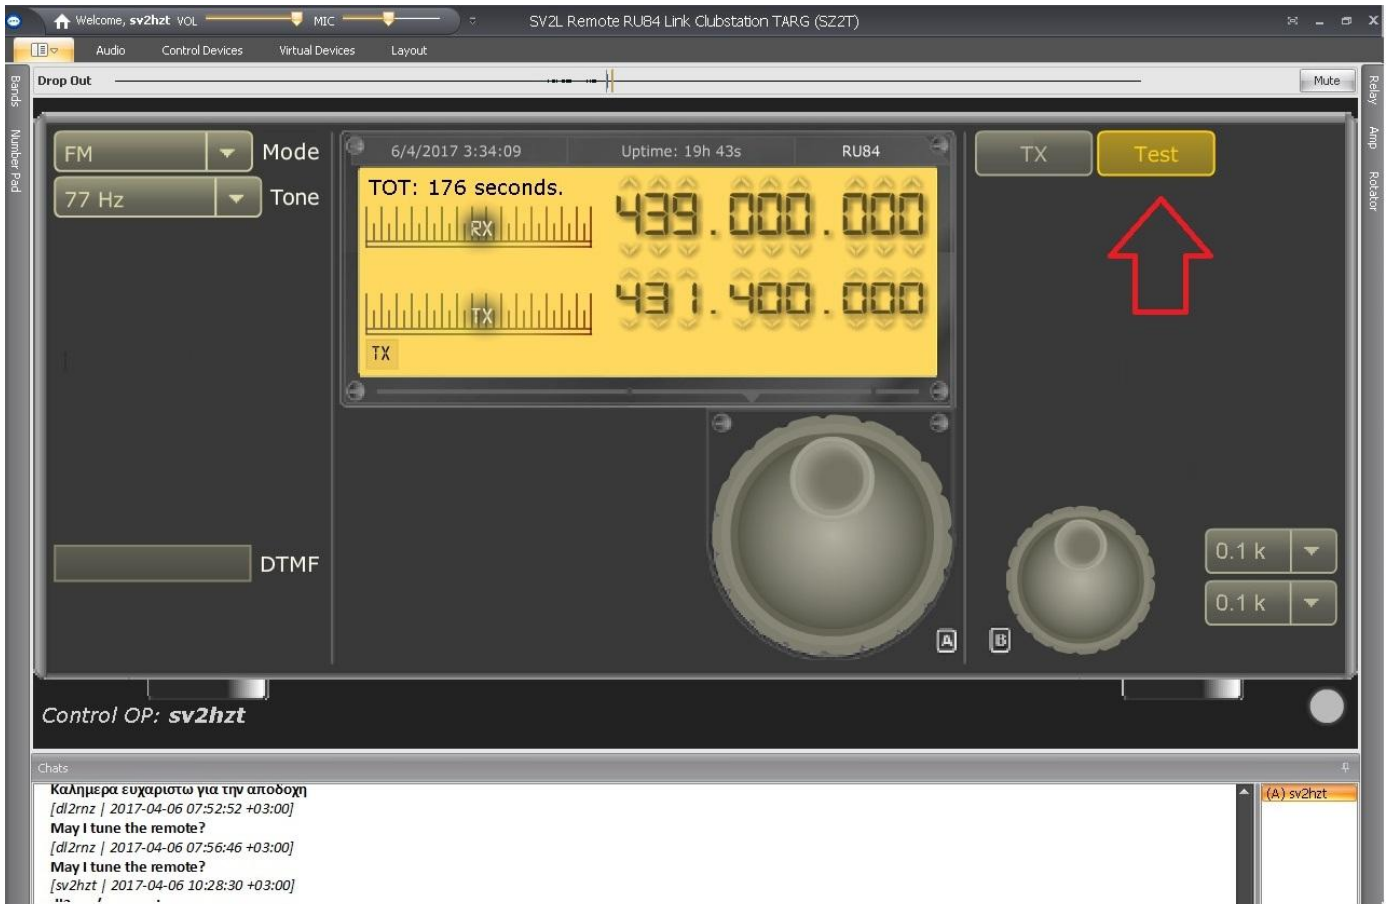 Welcome, sv2hzt VOL MIC SV2L Remote RU84 Link Clubstation TARG (SZ2T)
Audio Control Devices Virtual Devices Layout
Drop Out Mute
Bands
Number Pad
Relay
Amp
Rotator
FM Mode
77 Hz Tone
6/4/2017 3:34:09 Uptime: 19h 43s RU84
TX Test
TOT: 176 seconds.
RX 439.000.000
TX 431.400.000
TX
DTMF
0.1 k
0.1 k
A B
Control OP: sv2hzt
Chats
Καλημερα ευχαριστω για την αποδοχη
[dl2rnz | 2017-04-06 07:52:52 +03:00]
May I tune the remote?
[dl2rnz | 2017-04-06 07:56:46 +03:00]
May I tune the remote?
[sv2hzt | 2017-04-06 10:28:30 +03:00]
(A) sv2hzt